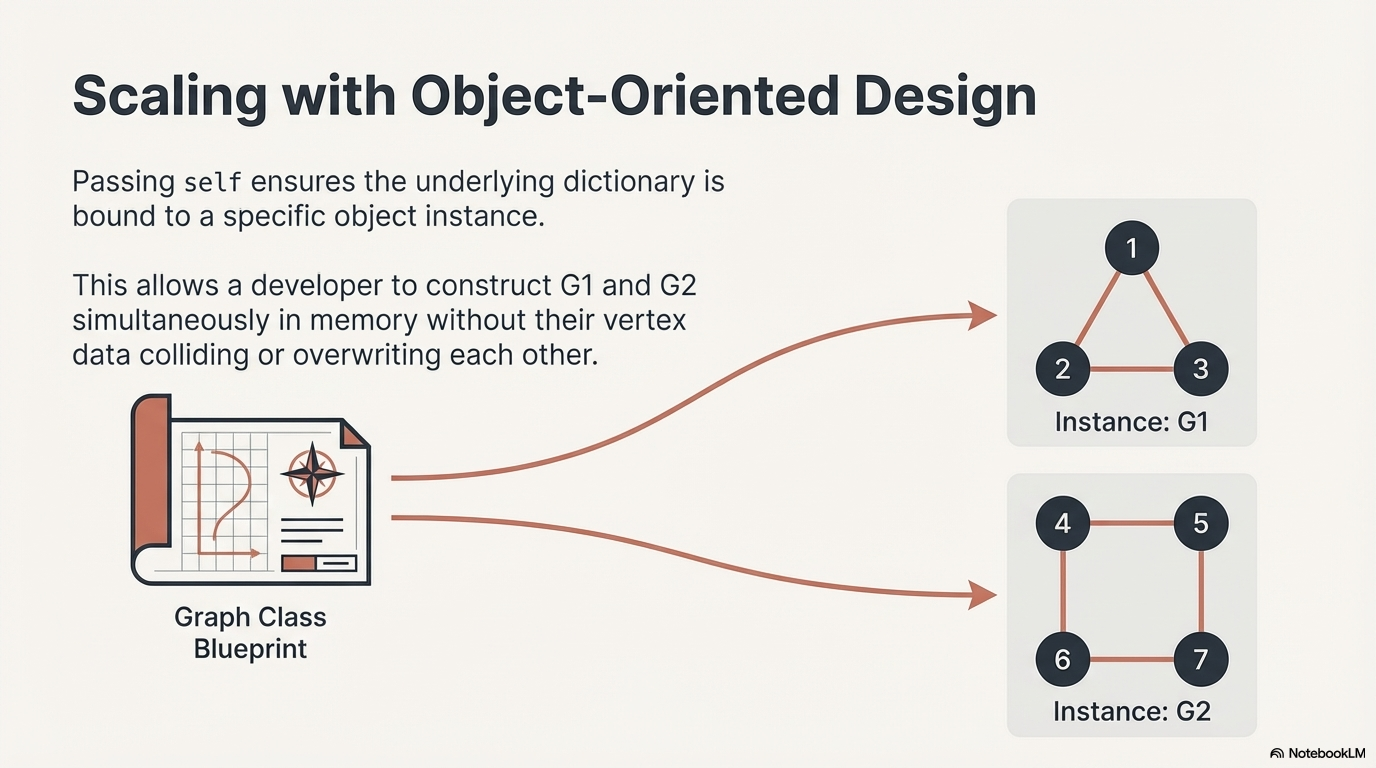 Scaling with Object-Oriented Design
Passing self ensures the underlying dictionary is
bound to a specific object instance.
This allows a developer to construct G1 and G2
simultaneously in memory without their vertex
data colliding or overwriting each other.
Graph Class
Blueprint
1
2 3
Instance: G1
4 5
6 7
Instance: G2
NotebookLM